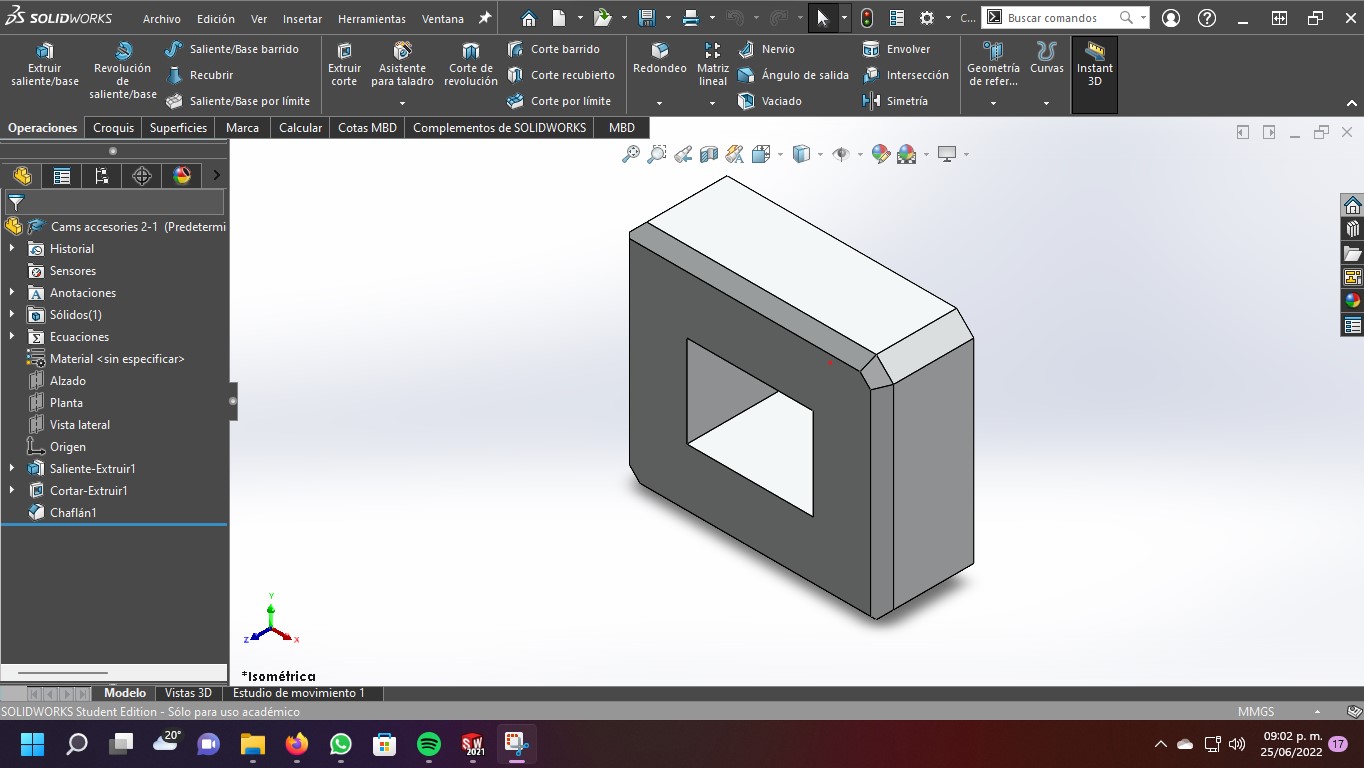 SOLIDWORKS
Archivo Edición Ver Insertar Herramientas Ventana
C...
Buscar comandos
Extruir
saliente/base
Revolución
de
saliente/base
Saliente/Base barrido
Recubrir
Saliente/Base por límite
Extruir
corte
Asistente
para taladro
Corte de
revolución
Corte barrido
Corte recubierto
Corte por límite
Redondeo
Matriz
lineal
Nervio
Ángulo de salida
Vaciado
Envolver
Intersección
Simetría
Geometría
de refer...
Curvas
Instant
3D
Operaciones Croquis Superficies Marca Calcular Cotas MBD Complementos de SOLIDWORKS MBD
Cams accesories 2-1 (Predetermi
Historial
Sensores
Anotaciones
Sólidos(1)
Ecuaciones
Material <sin especificar>
Alzado
Planta
Vista lateral
Origen
Saliente-Extruir1
Cortar-Extruir1
Chaflán1
Y
Z
X
*Isométrica
Modelo Vistas 3D Estudio de movimiento 1
SOLIDWORKS Student Edition - Sólo para uso académico
MMGS
20°
SW
2021
09:02 p. m.
25/06/2022
17